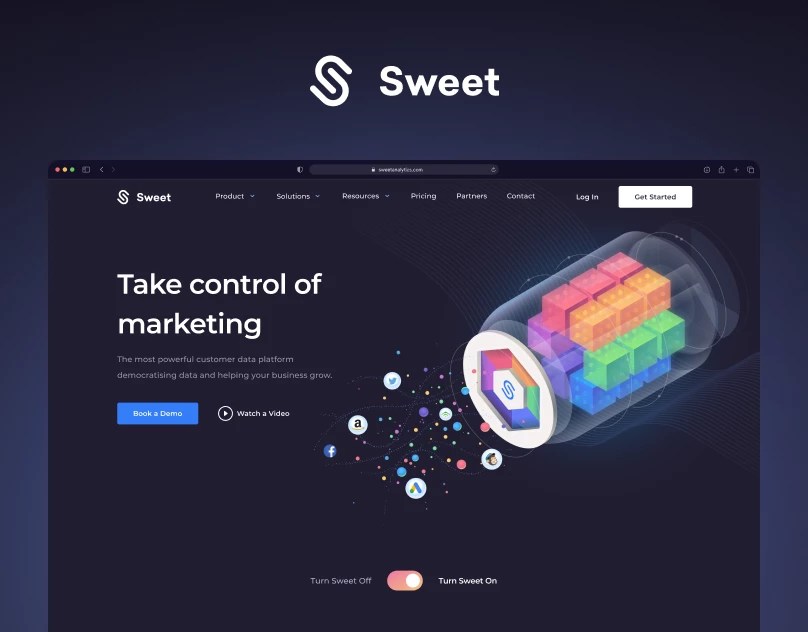 Sweet
sweetanalytics.com
Sweet
Product
Solutions
Resources
Pricing
Partners
Contact
Log In
Get Started
Take control of
marketing
The most powerful customer data platform
democratising data and helping your business grow.
Book a Demo
Watch a Video
a
f
Turn Sweet Off
Turn Sweet On